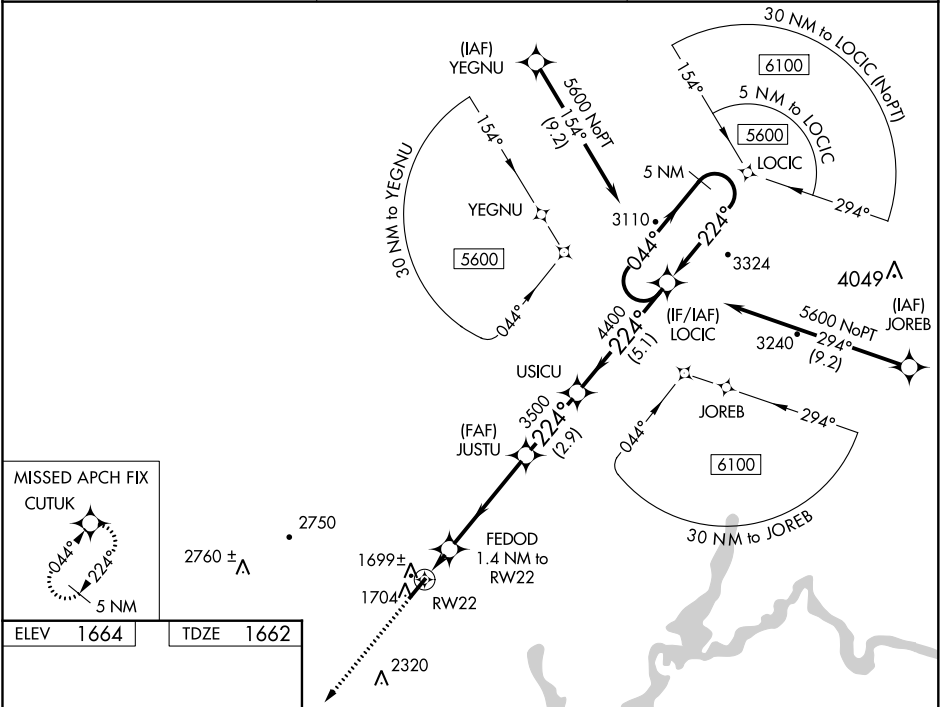 (IAF)
YEGNU
5600 NoPT
154°
(9.2)
30 NM to LOCIC (NoPT)
6100
154°
5 NM to LOCIC
5600
LOCIC
294°
30 NM to YEGNU
154°
YEGNU
5600
044°
5 NM
3110
044°
224°
3324
4049
(IAF)
JOREB
(IF/IAF)
LOCIC
5600 NoPT
294°
(9.2)
3240
4400
224°
(5.1)
USICU
3500
224°
(2.9)
(FAF)
JUSTU
JOREB
044°
294°
6100
30 NM to JOREB
MISSED APCH FIX
CUTUK
044°
224°
5 NM
2750
2760 ±
1699±
1704
FEDOD
1.4 NM to
RW22
RW22
2320
ELEV 1664
TDZE 1662